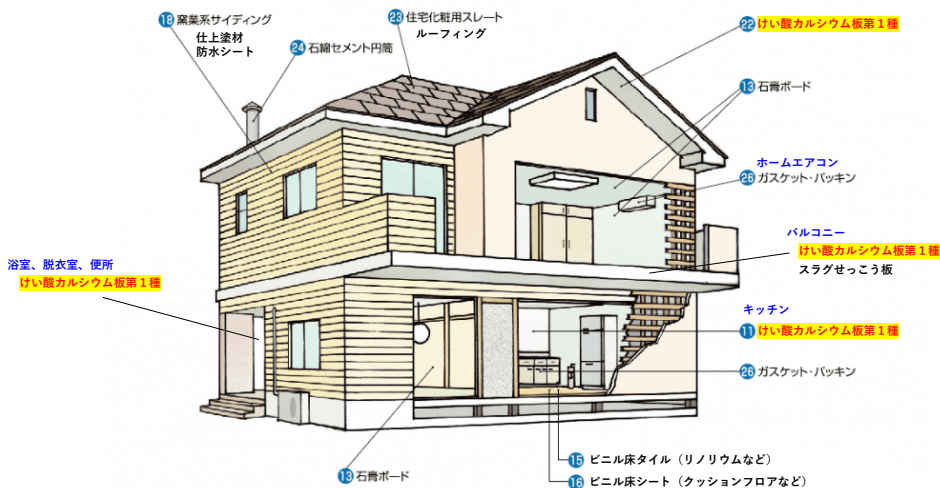 18 窯業系サイディング
仕上塗材
防水シート
23 住宅化粧用スレート
ルーフィング
24 石綿セメント円筒
22 けい酸カルシウム板第１種
13 石膏ボード
ホームエアコン
26 ガスケット・パッキン
バルコニー
けい酸カルシウム板第１種
スラグせっこう板
浴室、脱衣室、便所
けい酸カルシウム板第１種
キッチン
11 けい酸カルシウム板第１種
26 ガスケット・パッキン
13 石膏ボード
15 ビニル床タイル（リノリウムなど）
16 ビニル床シート（クッションフロアなど）